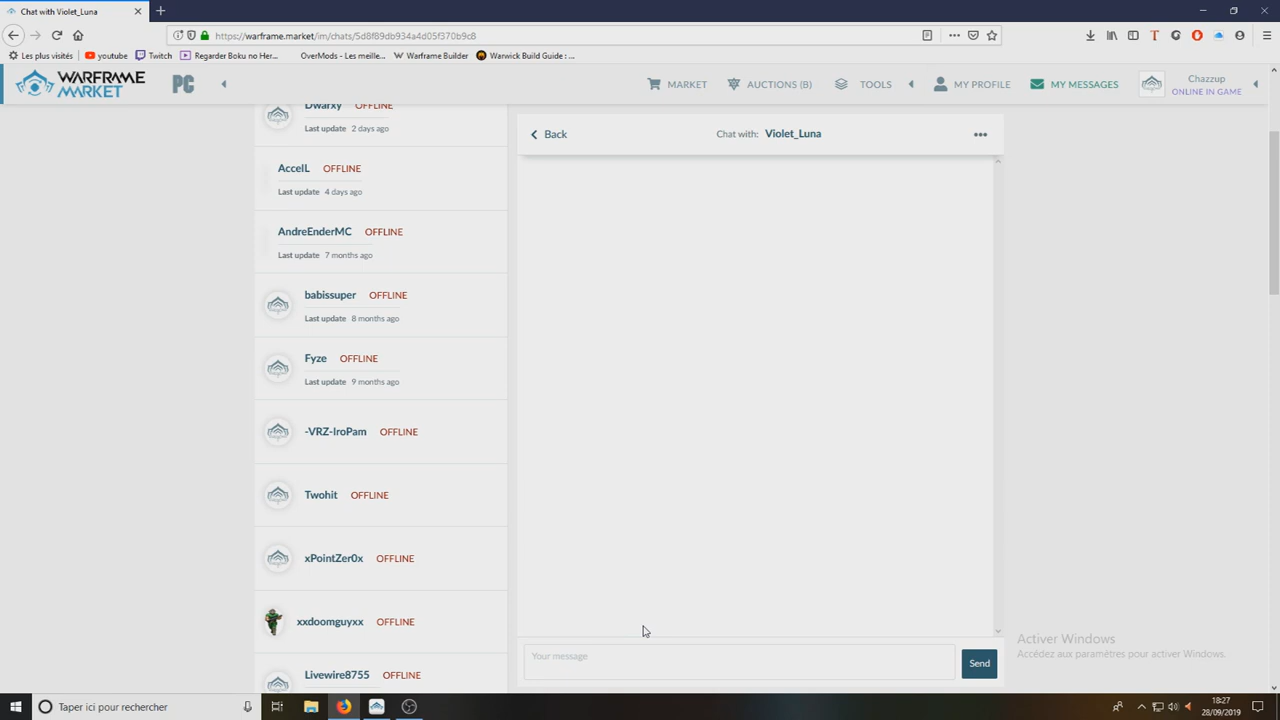 Chat with Violet_Luna
https://warframe.market/im/chats/5d8f89db934a4d05f370b9c8
Les plus visités youtube Twitch Regarder Boku no Her... OverMods - Les meille... Warframe Builder Warwick Build Guide : ...
WARFRAME MARKET PC MARKET AUCTIONS (B) TOOLS MY PROFILE MY MESSAGES Chazzup
ONLINE IN GAME
Dwarxy OFFLINE
Last update 2 days ago
Back Chat with: Violet_Luna
AccelL OFFLINE
Last update 4 days ago
AndreEnderMC OFFLINE
Last update 7 months ago
babissuper OFFLINE
Last update 8 months ago
Fyze OFFLINE
Last update 9 months ago
-VRZ-IroPam OFFLINE
Twohit OFFLINE
xPointZer0x OFFLINE
xxdoomguyxx OFFLINE
Livewire8755 OFFLINE
Your message
Send
Activer Windows
Accédez aux paramètres pour activer Windows.
Taper ici pour rechercher
18:27
28/09/2019